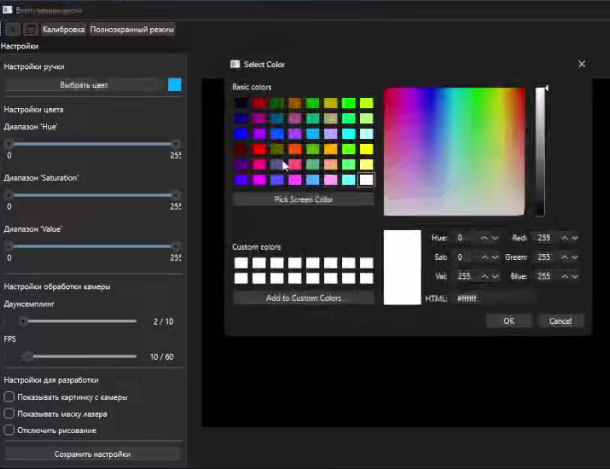 Калибровка Полноэкранный режим
Настройки
Настройки ручки
Выбрать цвет
Настройки цвета
Диапазон 'Hue'
0 255
Диапазон 'Saturation'
0 255
Диапазон 'Value'
0 255
Настройки обработки камеры
Даунсемплинг
2 / 10
FPS
10 / 60
Настройки для разработки
Показывать картинку с камеры
Показывать маску лазера
Отключить рисование
Сохранить настройки
Select Color
Basic colors
Pick Screen Color
Custom colors
Add to Custom Colors
Hue: 0 Red: 255
Sat: 0 Green: 255
Val: 255 Blue: 255
HTML: #ffffff
OK Cancel